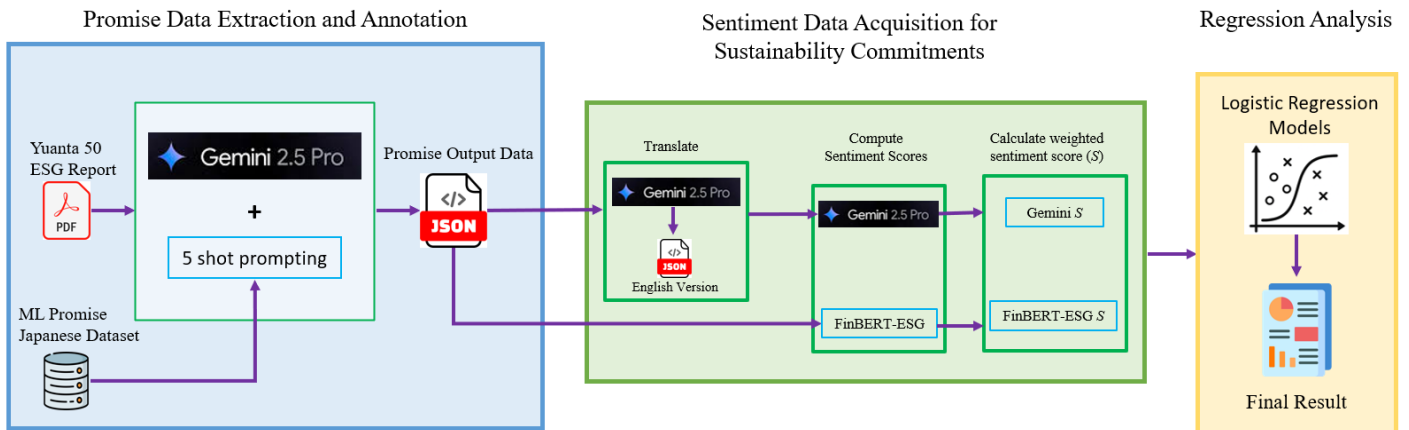 Promise Data Extraction and Annotation
Yuanta 50
ESG Report
PDF
ML Promise
Japanese Dataset
Gemini 2.5 Pro
+
5 shot prompting
Promise Output Data
</>
JSON
Sentiment Data Acquisition for
Sustainability Commitments
Translate
Gemini 2.5 Pro
</>
JSON
English Version
Compute
Sentiment Scores
Gemini 2.5 Pro
FinBERT-ESG
Calculate weighted
sentiment score (S)
Gemini S
FinBERT-ESG S
Regression Analysis
Logistic Regression
Models
Final Result